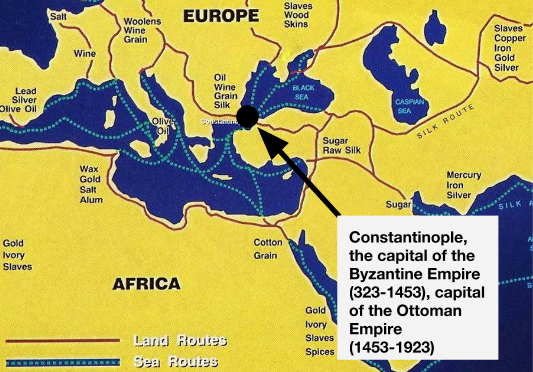 Salt
Woolens
Wine
Grain
EUROPE
Slaves
Wood
Skins
Slaves
Copper
Iron
Gold
Silver
Wine
Lead
Silver
Olive Oil
Oil
Wine
Grain
Silk
BLACK
SEA
CASPIAN
SEA
SILK ROUTE
Olive
Oil
Constantin
Sugar
Raw Silk
Wax
Gold
Salt
Alum
Mercury
Iron
Silver
Sugar
SILK R
Cotton
Grain
Gold
Ivory
Slaves
AFRICA
Gold
Ivory
Slaves
Spices
Constantinople,
the capital of the
Byzantine Empire
(323-1453), capital
of the Ottoman
Empire
(1453-1923)
Land Routes
Sea Routes